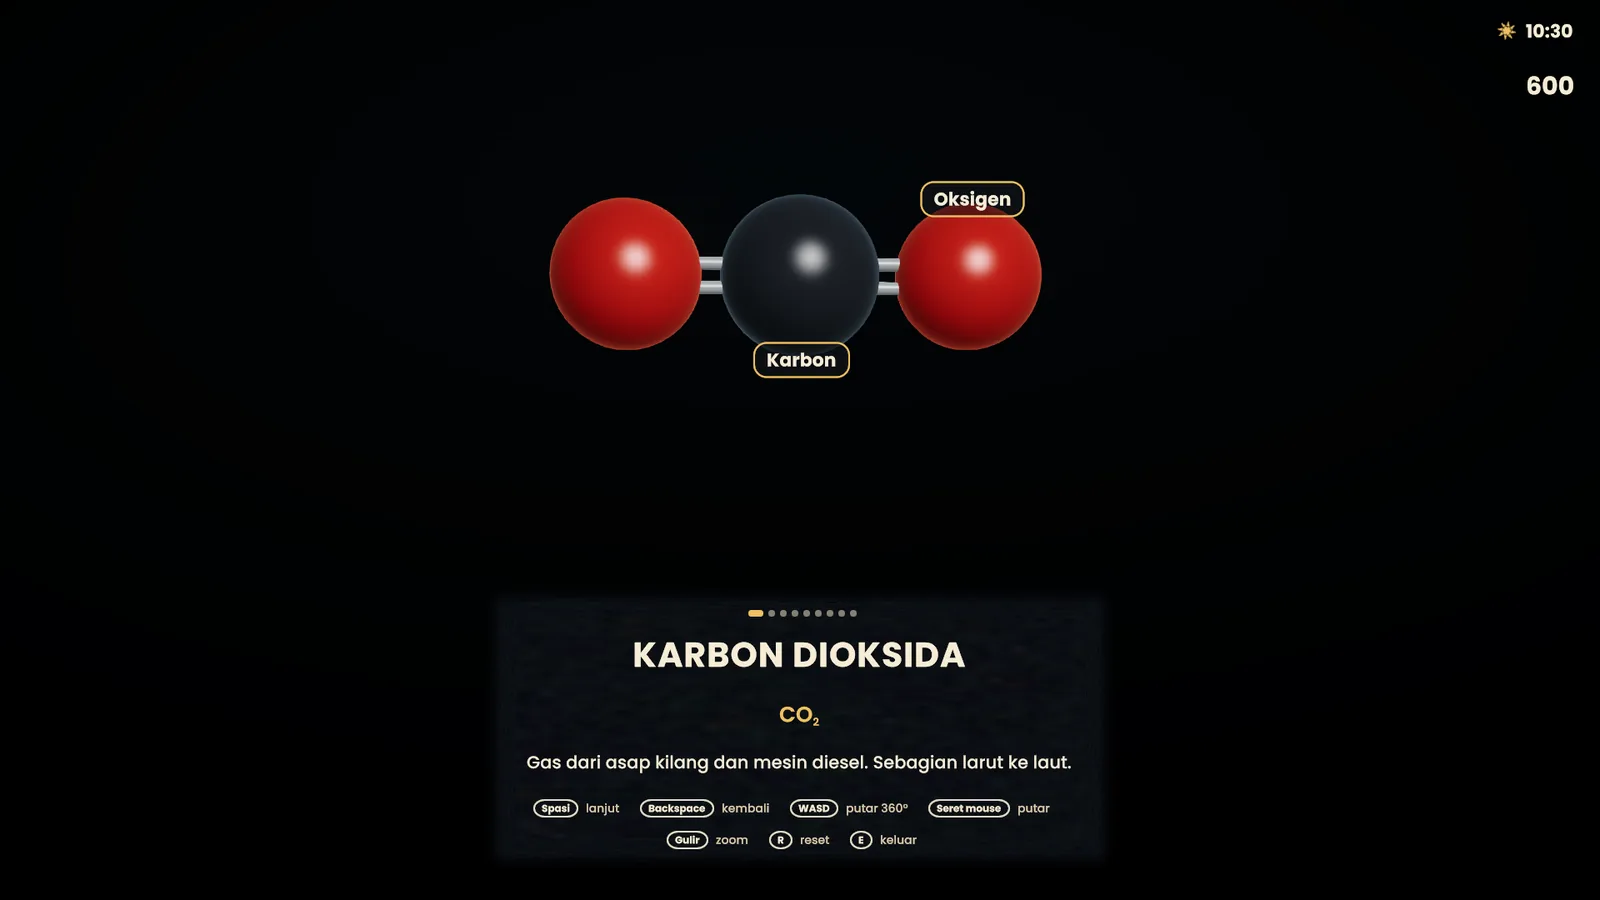 10:30
600
Oksigen
Karbon
KARBON DIOKSIDA
CO₂
Gas dari asap kilang dan mesin diesel. Sebagian larut ke laut.
Spasi lanjut Backspace kembali WASD putar 360° Seret mouse putar
Gulir zoom R reset E keluar